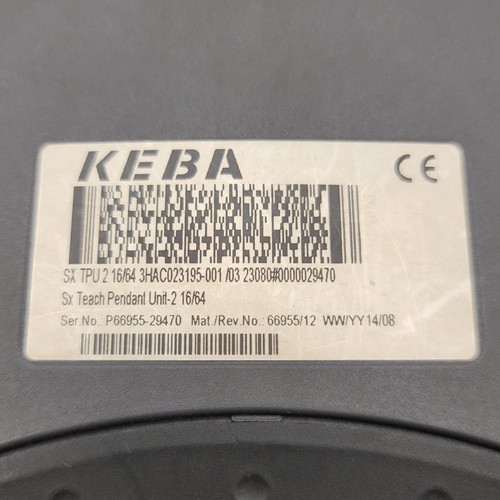 KEBA CE
SX TPU 2 16/64 3HAC023195-001 /03 23080#0000029470
Sx Teach Pendant Unit-2 16/64
Ser.No.: P66955-29470 Mat./Rev.No.: 66955/12 WW/YY14/08